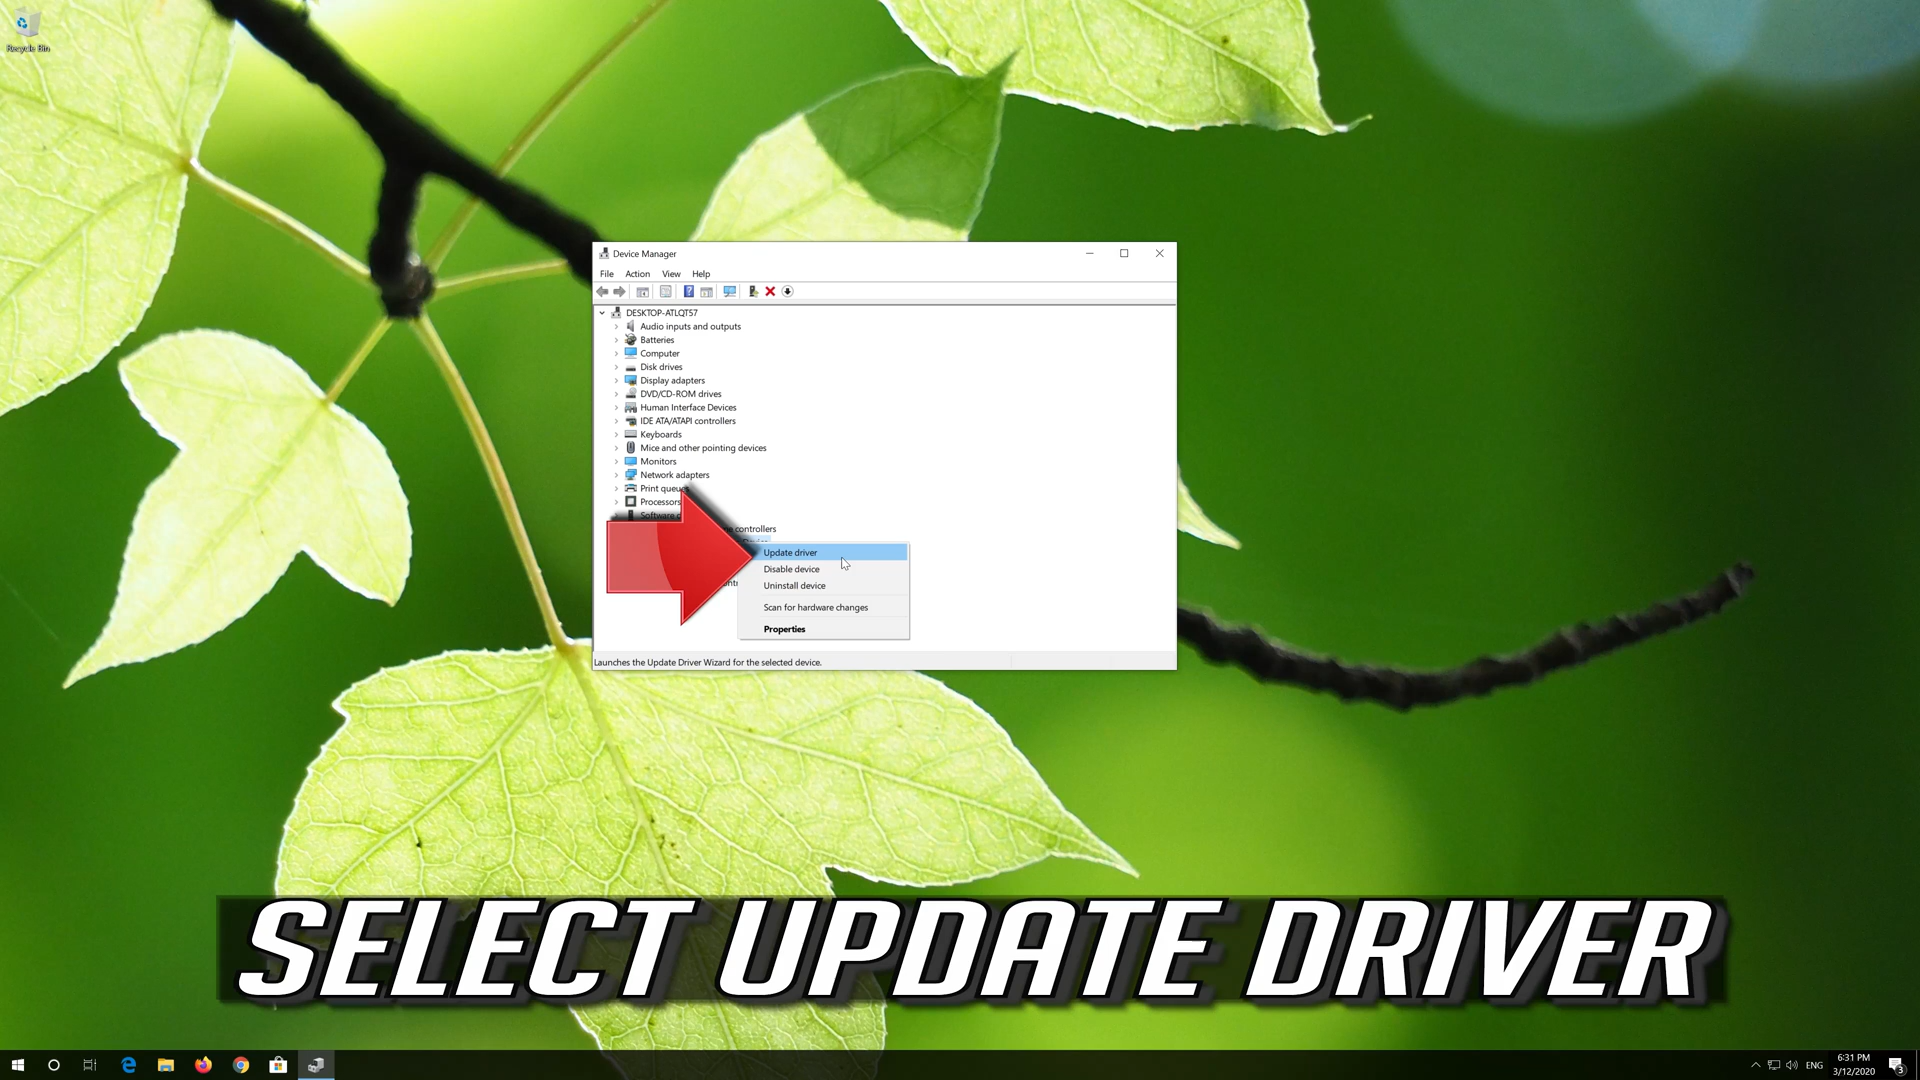 Recycle Bin
Device Manager
File Action View Help
DESKTOP-ATLQT57
Audio inputs and outputs
Batteries
Computer
Disk drives
Display adapters
DVD/CD-ROM drives
Human Interface Devices
IDE ATA/ATAPI controllers
Keyboards
Mice and other pointing devices
Monitors
Network adapters
Print queues
Processors
Software
controllers
Update driver
Disable device
Uninstall device
Scan for hardware changes
Properties
Launches the Update Driver Wizard for the selected device.
SELECT UPDATE DRIVER
ENG
6:31 PM
3/12/2020
3